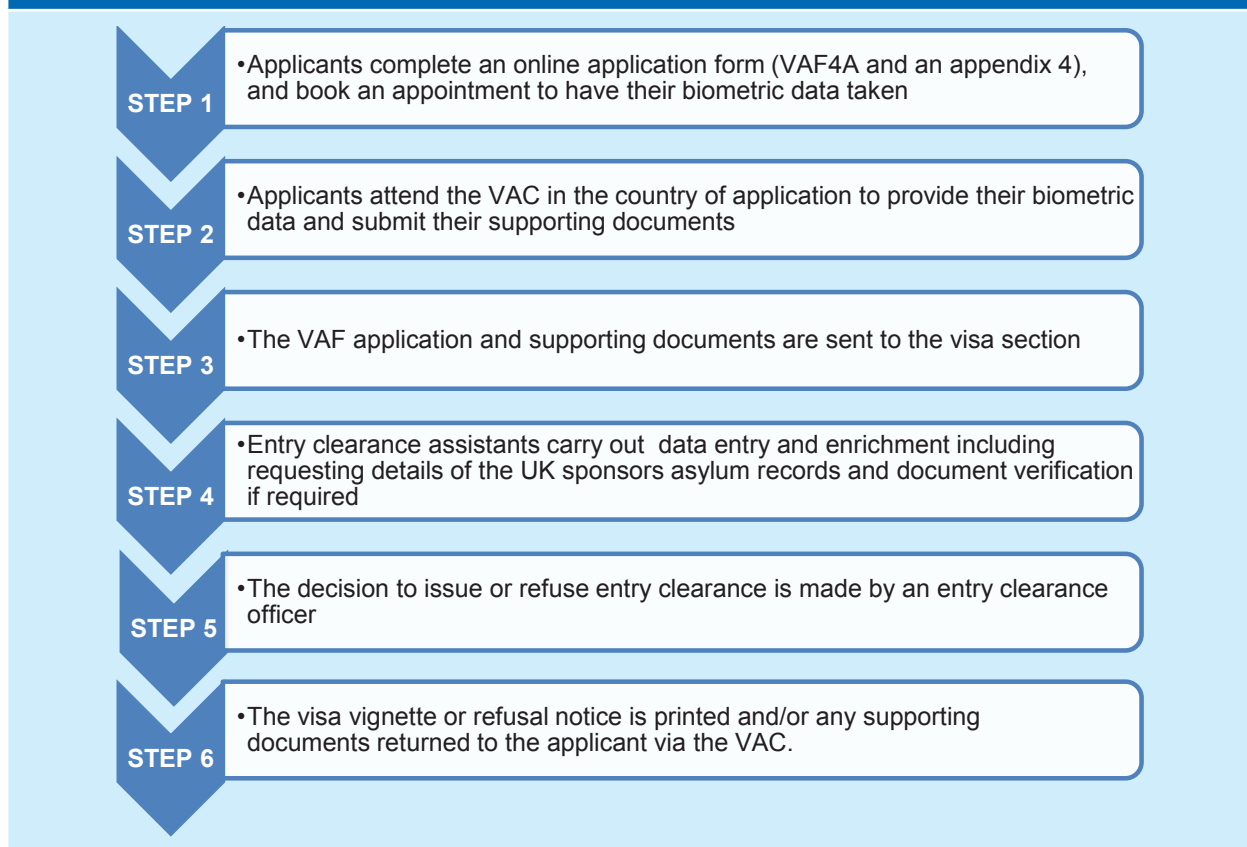 STEP 1
•Applicants complete an online application form (VAF4A and an appendix 4),
and book an appointment to have their biometric data taken
STEP 2
•Applicants attend the VAC in the country of application to provide their biometric
data and submit their supporting documents
STEP 3
•The VAF application and supporting documents are sent to the visa section
STEP 4
•Entry clearance assistants carry out  data entry and enrichment including
requesting details of the UK sponsors asylum records and document verification
if required
STEP 5
•The decision to issue or refuse entry clearance is made by an entry clearance
officer
STEP 6
•The visa vignette or refusal notice is printed and/or any supporting
documents returned to the applicant via the VAC.